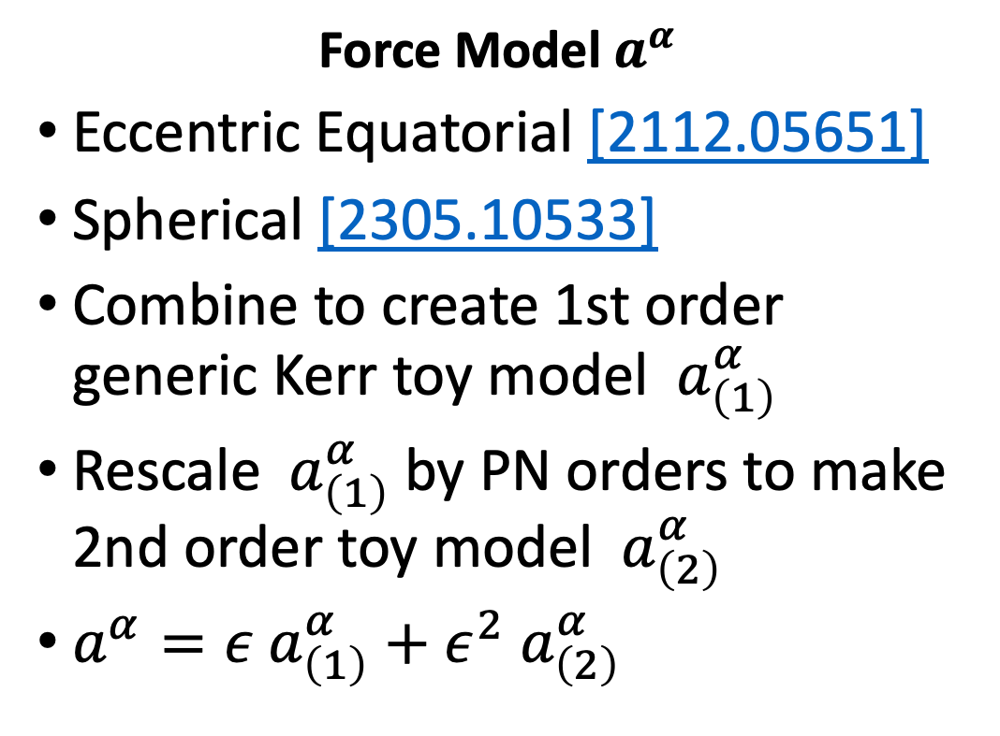 Force Model $a^{\alpha}$
• Eccentric Equatorial [2112.05651]
• Spherical [2305.10533]
• Combine to create 1st order
generic Kerr toy model $a^{\alpha}_{(1)}$
• Rescale $a^{\alpha}_{(1)}$ by PN orders to make
2nd order toy model $a^{\alpha}_{(2)}$
• $a^{\alpha} = \epsilon\, a^{\alpha}_{(1)} + \epsilon^{2}\, a^{\alpha}_{(2)}$